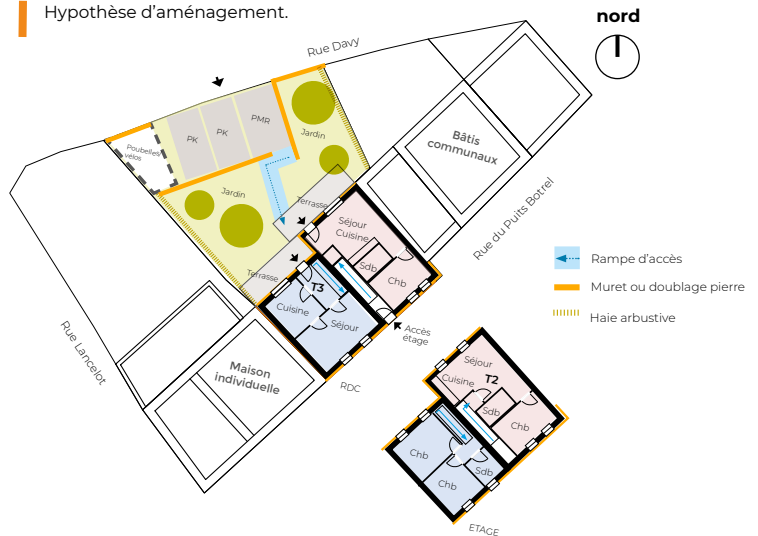 Hypothèse d'aménagement.
nord
Rue Davy
PK
PK
PMR
Jardin
Poubelles
vélos
Bâtis
communaux
Jardin
Terrasse
Rue du Puits Botrel
Séjour
Cuisine
Sdb
Chb
Terrasse
T3
Cuisine
Séjour
Accès
étage
Rampe d'accès
Muret ou doublage pierre
Haie arbustive
Rue Lancelot
Maison
individuelle
RDC
Séjour
Cuisine
T2
Sdb
Chb
Chb
Sdb
Chb
ETAGE